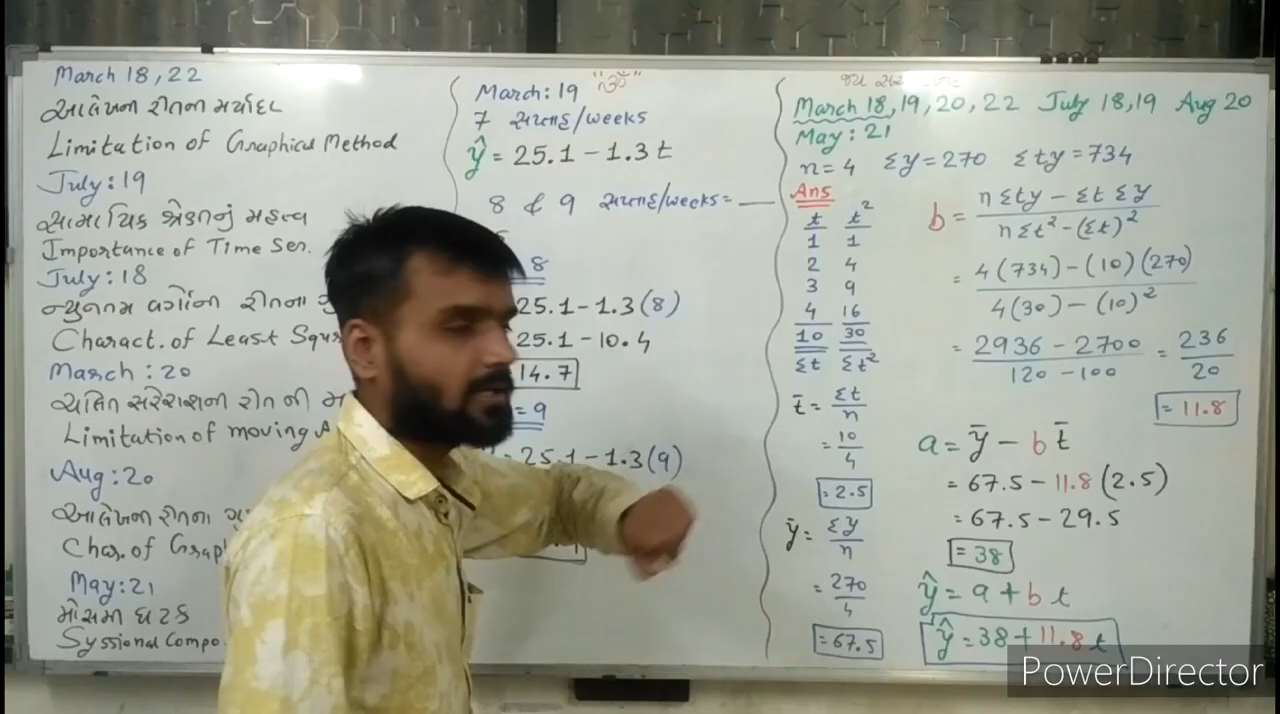 March 18, 22
આલેખની રીતની મર્યાદા
Limitation of Graphical Method
July: 19
સામાયિક શ્રેણીનું મહત્વ
Importance of Time Ser.
July: 18
ન્યુનતમ વર્ગોની રીતના
Charact. of Least Squr
March: 20
ચલિત સરેરાશની રીત ની
Limitation of moving A
Aug: 20
આલેખની રીતના
Char. of Grap
May: 21
મોસમી ઘટક
Syssional Compo
March: 19 "ૐ"
7 સપ્તાહ/weeks
ŷ = 25.1 - 1.3 t
8 & 9 સપ્તાહ/weeks = __
8
25.1 - 1.3(8)
25.1 - 10.4
14.7
= 9
= 25.1 - 1.3(9)
જય
March 18, 19, 20, 22 July 18, 19 Aug 20
May: 21
n = 4 Σy = 270 Σty = 734
Ans
t t²
1 1
2 4
3 9
4 16
10 30
Σt Σt²
t̄ = Σt / n
= 10 / 4
= 2.5
ȳ = Σy / n
= 270 / 4
= 67.5
b = nΣty - Σt Σy / nΣt² - (Σt)²
= 4(734) - (10)(270) / 4(30) - (10)²
= 2936 - 2700 / 120 - 100 = 236 / 20
= 11.8
a = ȳ - b t̄
= 67.5 - 11.8 (2.5)
= 67.5 - 29.5
= 38
ŷ = a + b t
ŷ = 38 + 11.8 t
PowerDirector